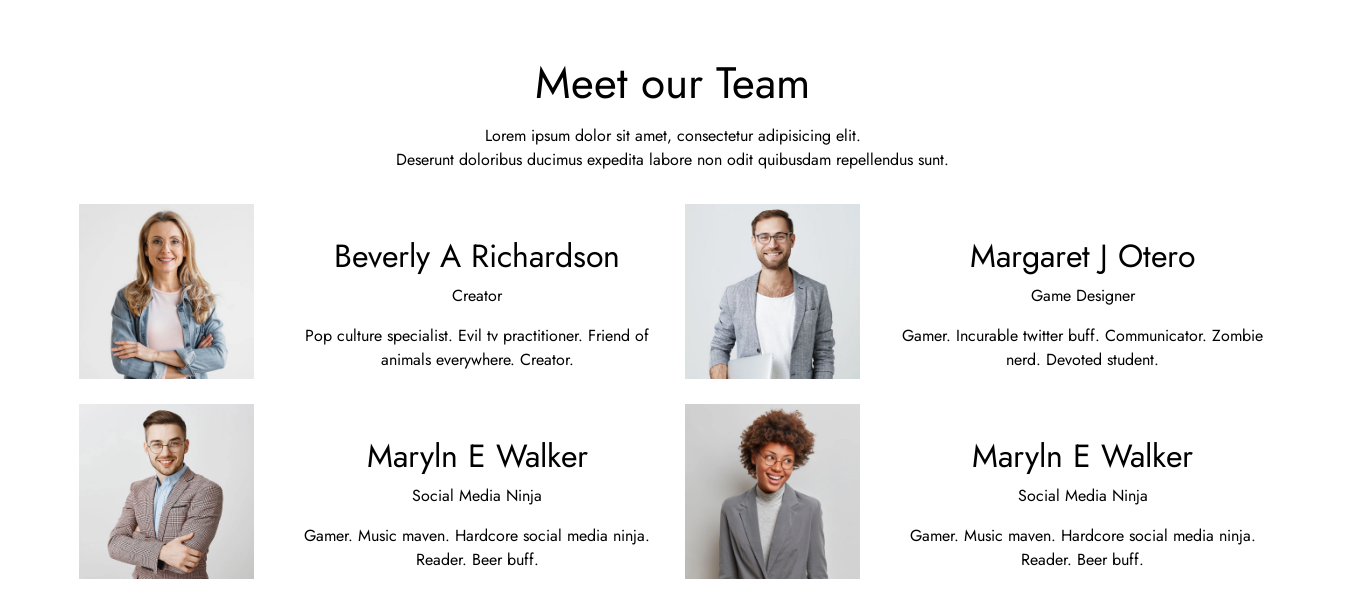 Meet our Team
Lorem ipsum dolor sit amet, consectetur adipisicing elit.
Deserunt doloribus ducimus expedita labore non odit quibusdam repellendus sunt.
Beverly A Richardson
Creator
Pop culture specialist. Evil tv practitioner. Friend of
animals everywhere. Creator.
Margaret J Otero
Game Designer
Gamer. Incurable twitter buff. Communicator. Zombie
nerd. Devoted student.
Maryln E Walker
Social Media Ninja
Gamer. Music maven. Hardcore social media ninja.
Reader. Beer buff.
Maryln E Walker
Social Media Ninja
Gamer. Music maven. Hardcore social media ninja.
Reader. Beer buff.